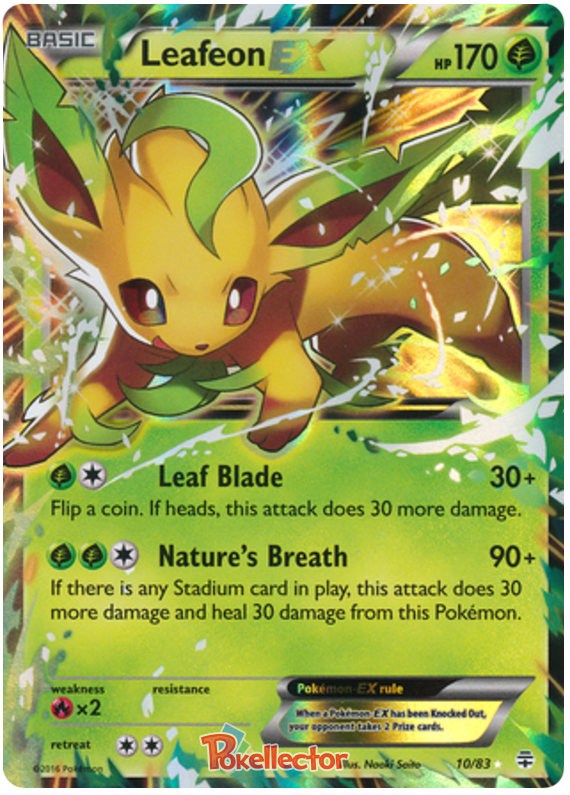 BASIC
Leafeon EX
HP 170
Leaf Blade 30+
Flip a coin. If heads, this attack does 30 more damage.
Nature's Breath 90+
If there is any Stadium card in play, this attack does 30
more damage and heal 30 damage from this Pokémon.
weakness resistance
×2
Pokémon-EX rule
When a Pokémon-EX has been Knocked Out,
your opponent takes 2 Prize cards.
retreat
Pokellector
©2016 Pokémon
Illus. Naoki Saito
10/83